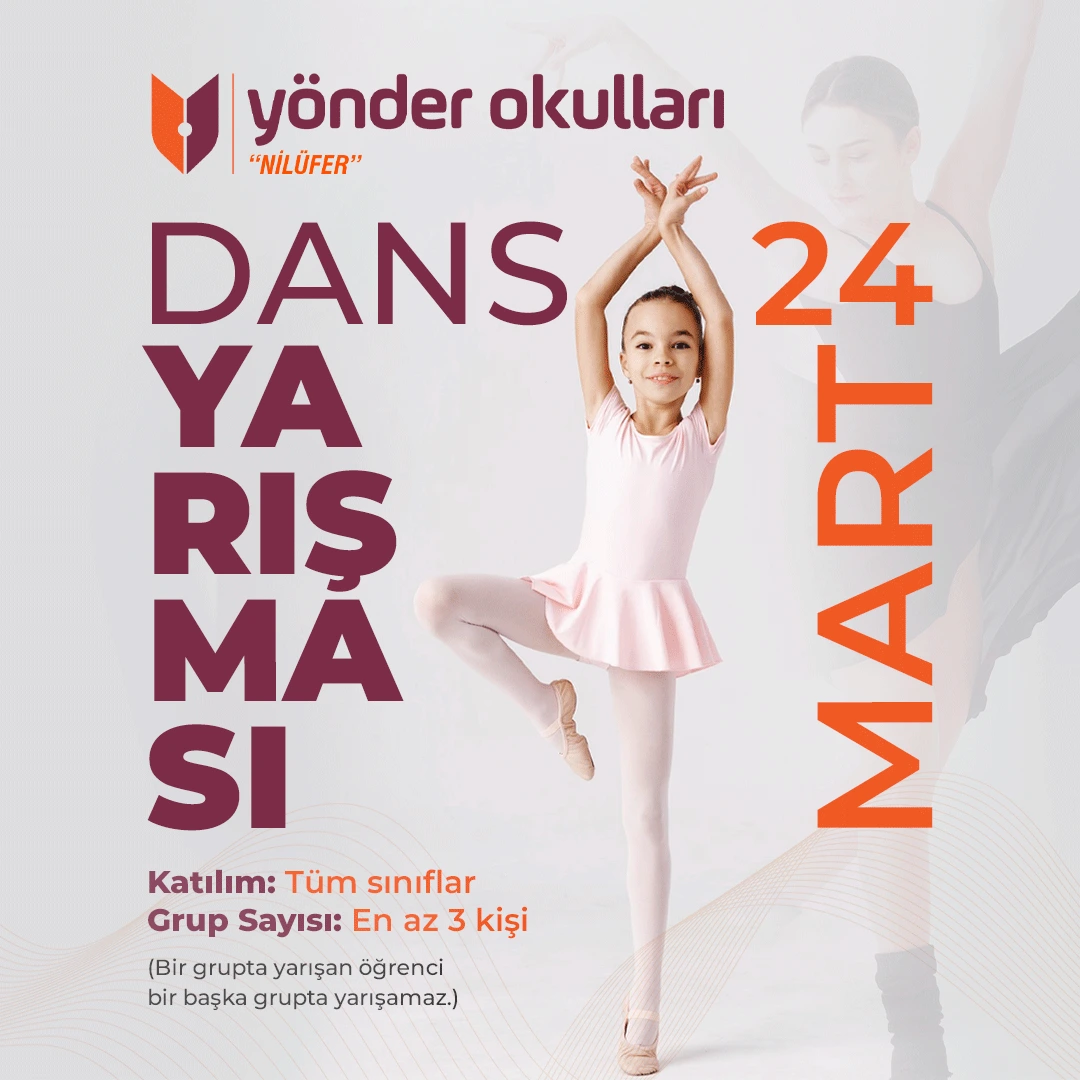 yönder okulları
“NİLÜFER”
DANS
YA
RIŞ
MA
SI
24
MART
Katılım: Tüm sınıflar
Grup Sayısı: En az 3 kişi
(Bir grupta yarışan öğrenci
bir başka grupta yarışamaz.)